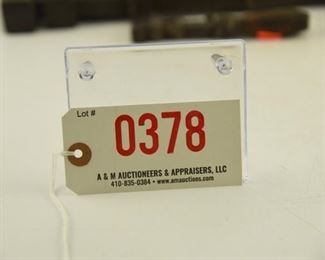 Lot #
0378
A & M AUCTIONEERS & APPRAISERS, LLC
410-835-0384 • www.amauctions.com